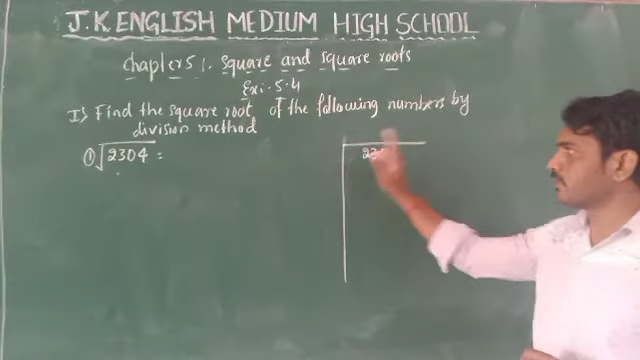 J.K ENGLISH MEDIUM HIGH SCHOOL
Chapter 5: Square and square roots
Ex:-5.4
I> Find the square root of the following numbers by
division method
① √2304 =